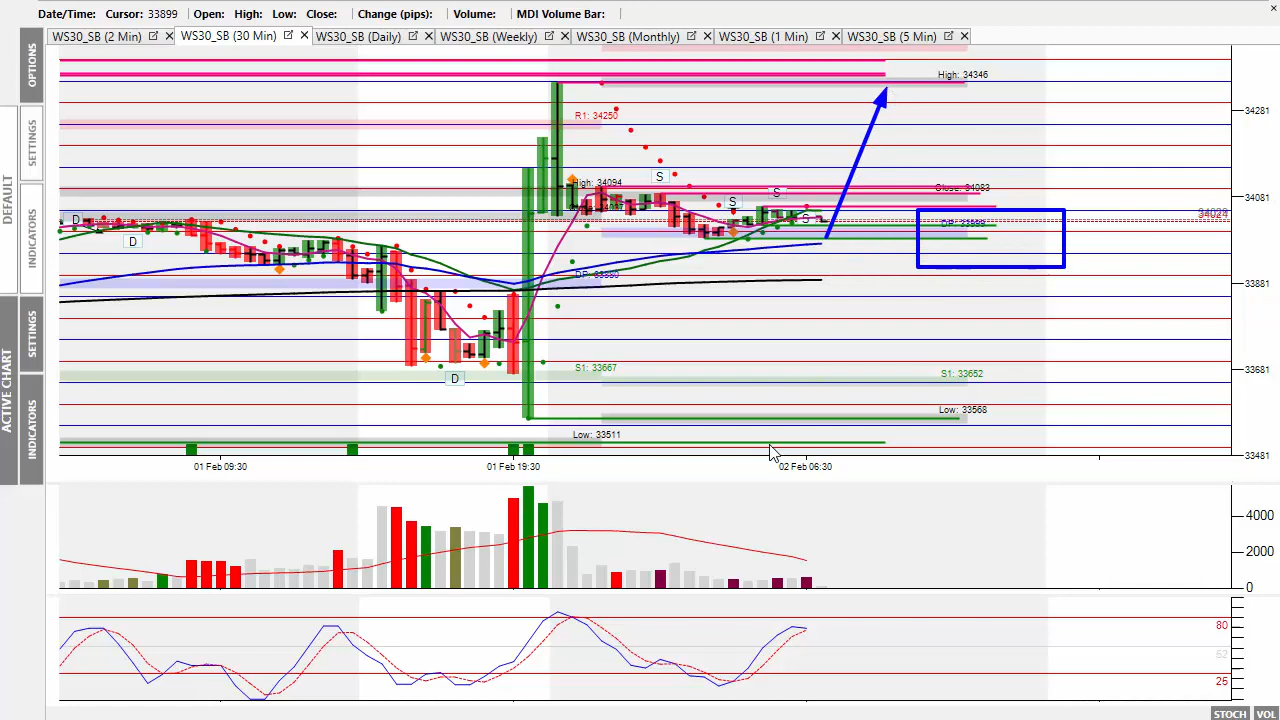 Date/Time: Cursor: 33899 Open: High: Low: Close: Change (pips): Volume: MDI Volume Bar:
WS30_SB (2 Min) WS30_SB (30 Min) WS30_SB (Daily) WS30_SB (Weekly) WS30_SB (Monthly) WS30_SB (1 Min) WS30_SB (5 Min)
OPTIONS
SETTINGS
INDICATORS
DEFAULT
SETTINGS
INDICATORS
ACTIVE CHART
High: 34346
R1: 34250
34281
S
High: 34094
S
S
Close: 34083
34081
D
S
34024
DP: 33999
D
DP: 33880
33881
S1: 33667
S1: 33652
33681
D
Low: 33568
Low: 33511
33481
01 Feb 09:30 01 Feb 19:30 02 Feb 06:30
4000
2000
0
80
52
25
STOCH VOL